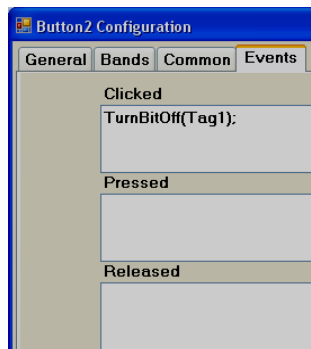 Button2 Configuration
General Bands Common Events
Clicked
TurnBitOff(Tag1);
Pressed
Released